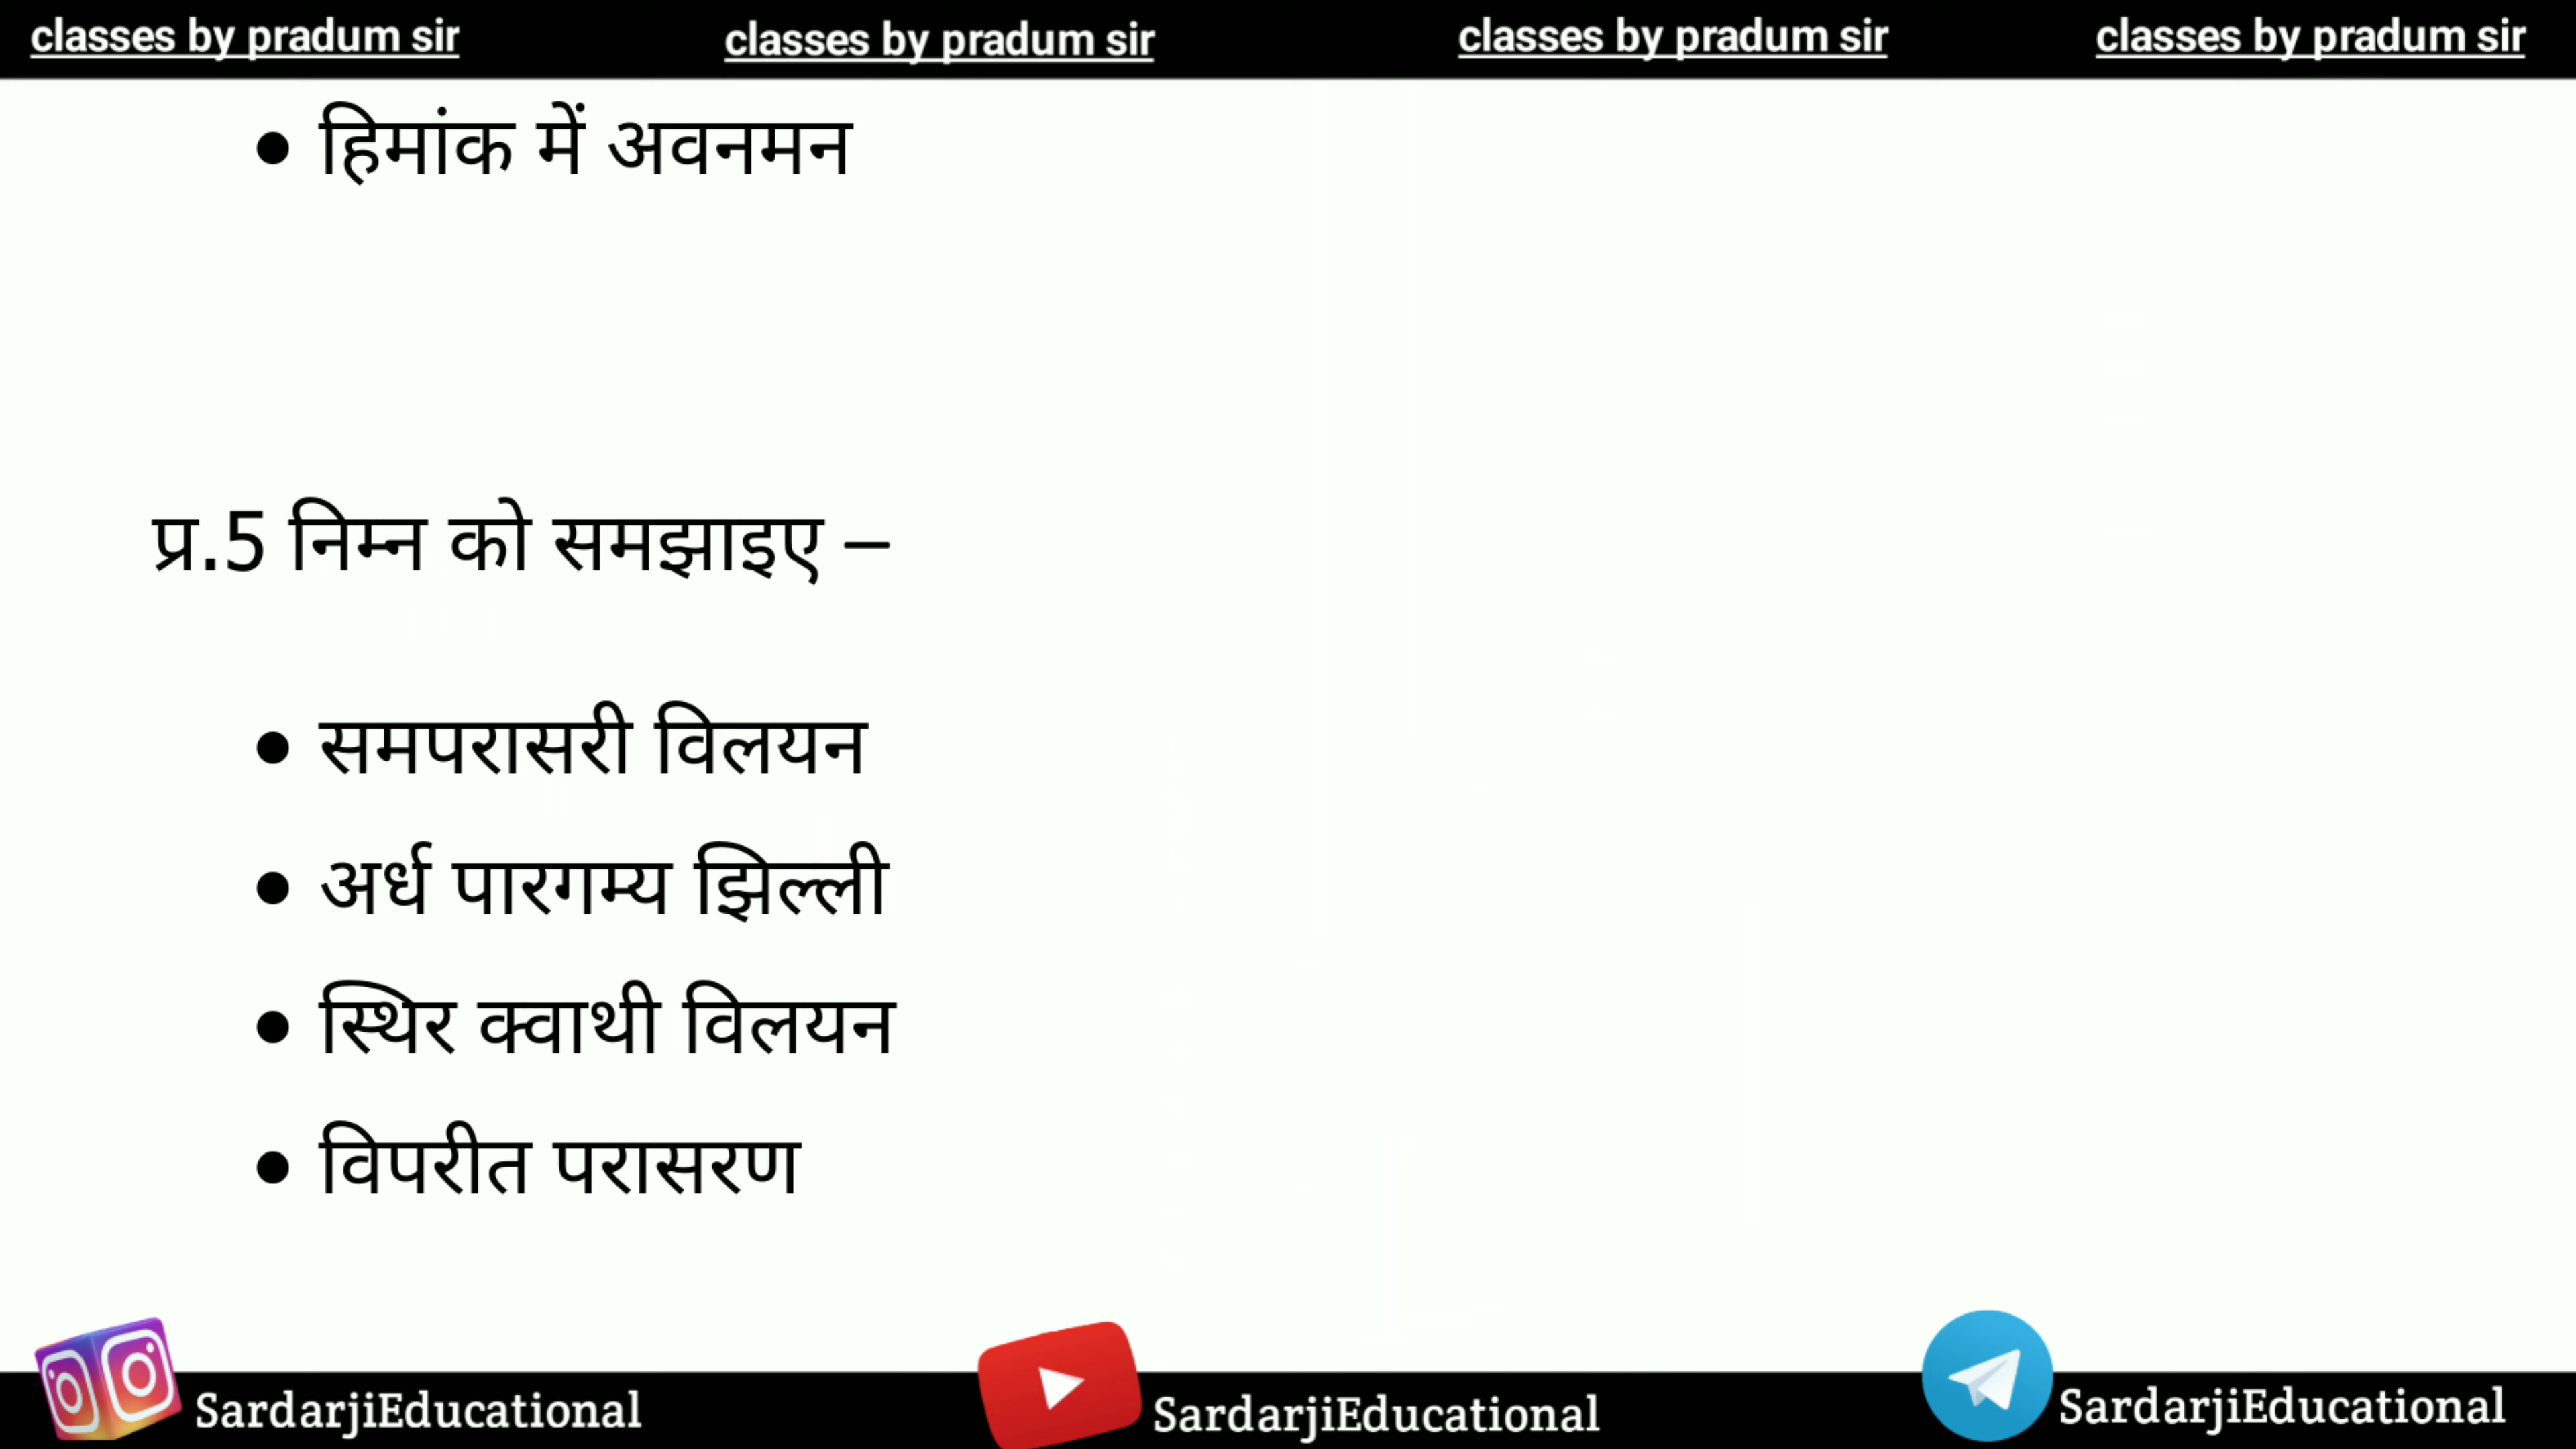 classes by pradum sir classes by pradum sir classes by pradum sir classes by pradum sir
• हिमांक में अवनमन
प्र.5 निम्न को समझाइए –
• समपरासरी विलयन
• अर्ध पारगम्य झिल्ली
• स्थिर क्वाथी विलयन
• विपरीत परासरण
SardarjiEducational SardarjiEducational SardarjiEducational